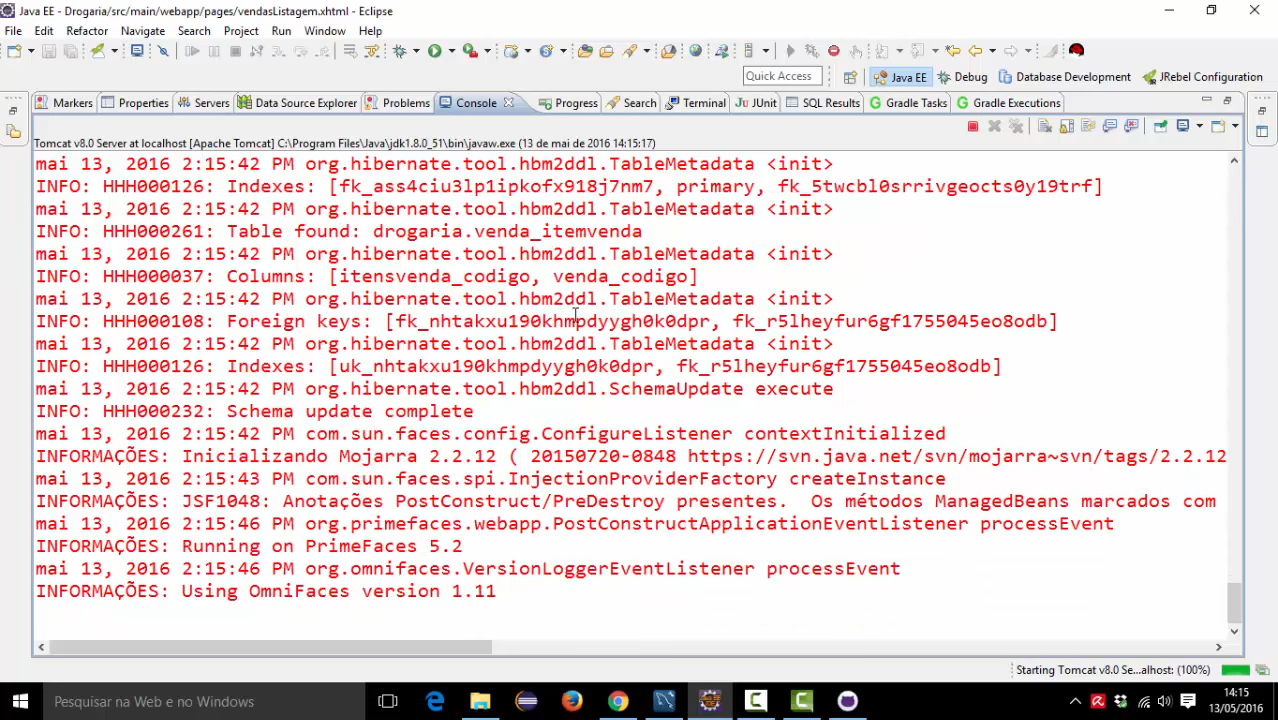 Java EE - Drogaria/src/main/webapp/pages/vendasListagem.xhtml - Eclipse
File Edit Refactor Navigate Search Project Run Window Help
Quick Access Java EE Debug Database Development JRebel Configuration
Markers Properties Servers Data Source Explorer Problems Console Progress Search Terminal JUnit SQL Results Gradle Tasks Gradle Executions
Tomcat v8.0 Server at localhost [Apache Tomcat] C:\Program Files\Java\jdk1.8.0_51\bin\javaw.exe (13 de mai de 2016 14:15:17)
mai 13, 2016 2:15:42 PM org.hibernate.tool.hbm2ddl.TableMetadata <init>
INFO: HHH000126: Indexes: [fk_ass4ciu3lp1ipkofx918j7nm7, primary, fk_5twcbl0srrivgeocts0y19trf]
mai 13, 2016 2:15:42 PM org.hibernate.tool.hbm2ddl.TableMetadata <init>
INFO: HHH000261: Table found: drogaria.venda_itemvenda
mai 13, 2016 2:15:42 PM org.hibernate.tool.hbm2ddl.TableMetadata <init>
INFO: HHH000037: Columns: [itensvenda_codigo, venda_codigo]
mai 13, 2016 2:15:42 PM org.hibernate.tool.hbm2ddl.TableMetadata <init>
INFO: HHH000108: Foreign keys: [fk_nhtakxu190khmpdyygh0k0dpr, fk_r5lheyfur6gf1755045eo8odb]
mai 13, 2016 2:15:42 PM org.hibernate.tool.hbm2ddl.TableMetadata <init>
INFO: HHH000126: Indexes: [uk_nhtakxu190khmpdyygh0k0dpr, fk_r5lheyfur6gf1755045eo8odb]
mai 13, 2016 2:15:42 PM org.hibernate.tool.hbm2ddl.SchemaUpdate execute
INFO: HHH000232: Schema update complete
mai 13, 2016 2:15:42 PM com.sun.faces.config.ConfigureListener contextInitialized
INFORMAÇÕES: Inicializando Mojarra 2.2.12 ( 20150720-0848 https://svn.java.net/svn/mojarra~svn/tags/2.2.12
mai 13, 2016 2:15:43 PM com.sun.faces.spi.InjectionProviderFactory createInstance
INFORMAÇÕES: JSF1048: Anotações PostConstruct/PreDestroy presentes. Os métodos ManagedBeans marcados com
mai 13, 2016 2:15:46 PM org.primefaces.webapp.PostConstructApplicationEventListener processEvent
INFORMAÇÕES: Running on PrimeFaces 5.2
mai 13, 2016 2:15:46 PM org.omnifaces.VersionLoggerEventListener processEvent
INFORMAÇÕES: Using OmniFaces version 1.11
Starting Tomcat v8.0 Se...alhost: (100%)
Pesquisar na Web e no Windows
14:15
13/05/2016